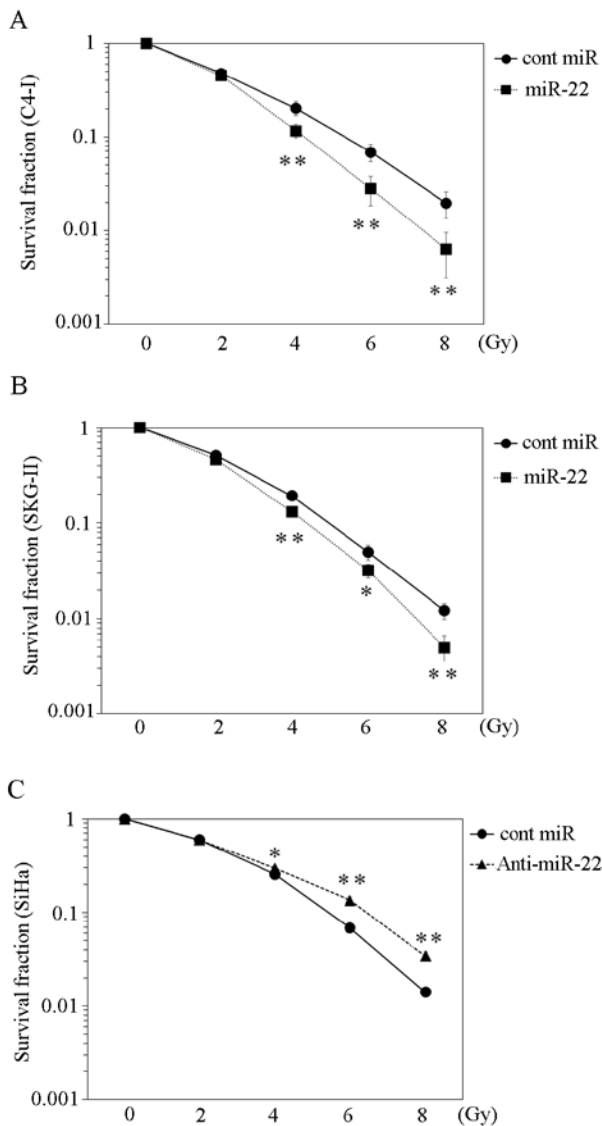 A
Survival fraction (C4-I)
1
0.1
0.01
0.001
0 2 4 6 8 (Gy)
cont miR
miR-22
**
**
**
B
Survival fraction (SKG-II)
1
0.1
0.01
0.001
0 2 4 6 8 (Gy)
cont miR
miR-22
**
*
**
C
Survival fraction (SiHa)
1
0.1
0.01
0.001
0 2 4 6 8 (Gy)
cont miR
Anti-miR-22
*
**
**